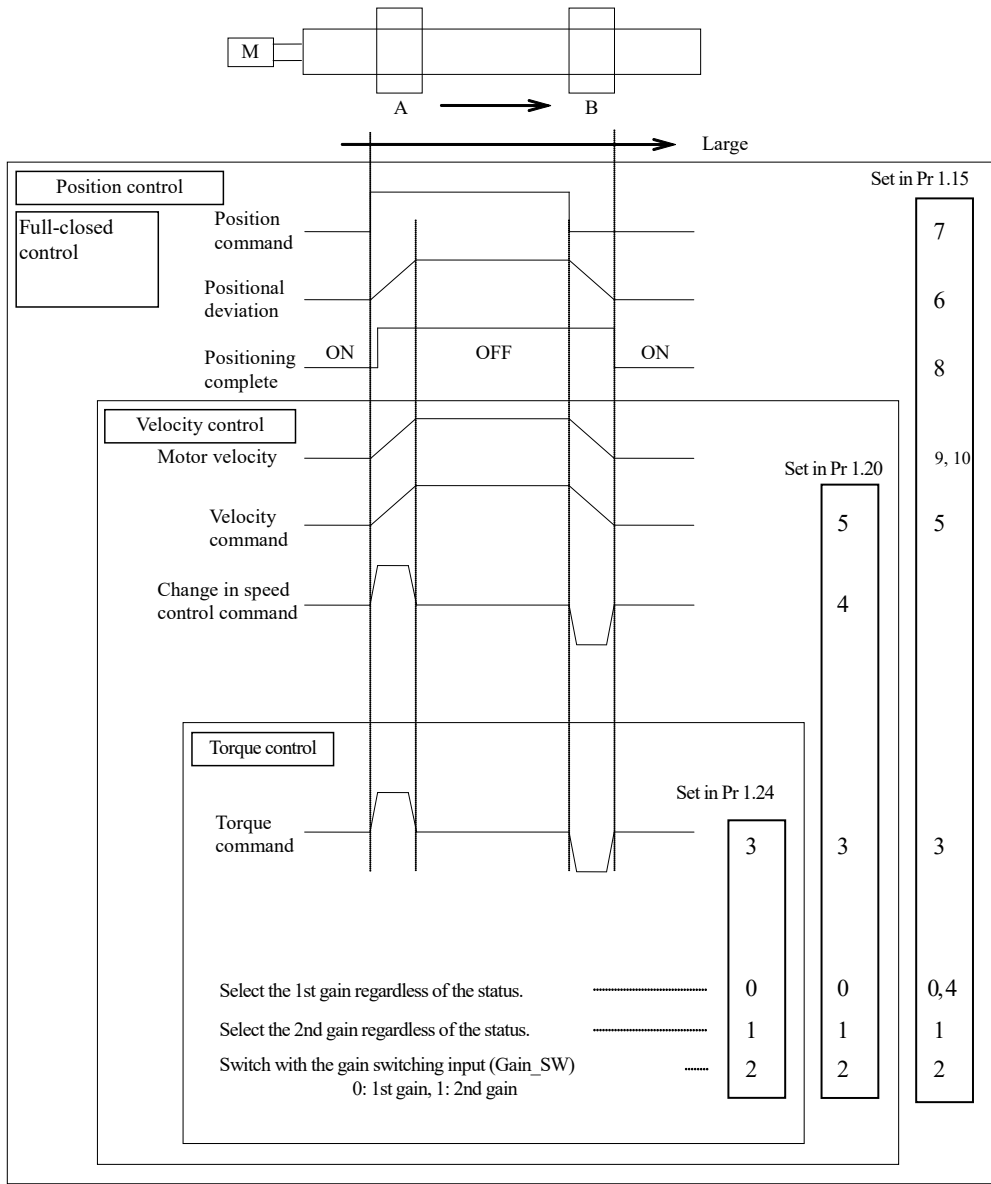 M
A B
Large
Set in Pr 1.15
Position control
Full-closed
control
Position
command
7
Positional
deviation
6
Positioning
complete
ON OFF ON
8
Velocity control
Motor velocity
9, 10
Set in Pr 1.20
Velocity
command
5 5
Change in speed
control command
4
Torque control
Set in Pr 1.24
Torque
command
3 3 3
Select the 1st gain regardless of the status. 0 0 0, 4
Select the 2nd gain regardless of the status. 1 1 1
Switch with the gain switching input (Gain_SW) 2 2 2
0: 1st gain, 1: 2nd gain